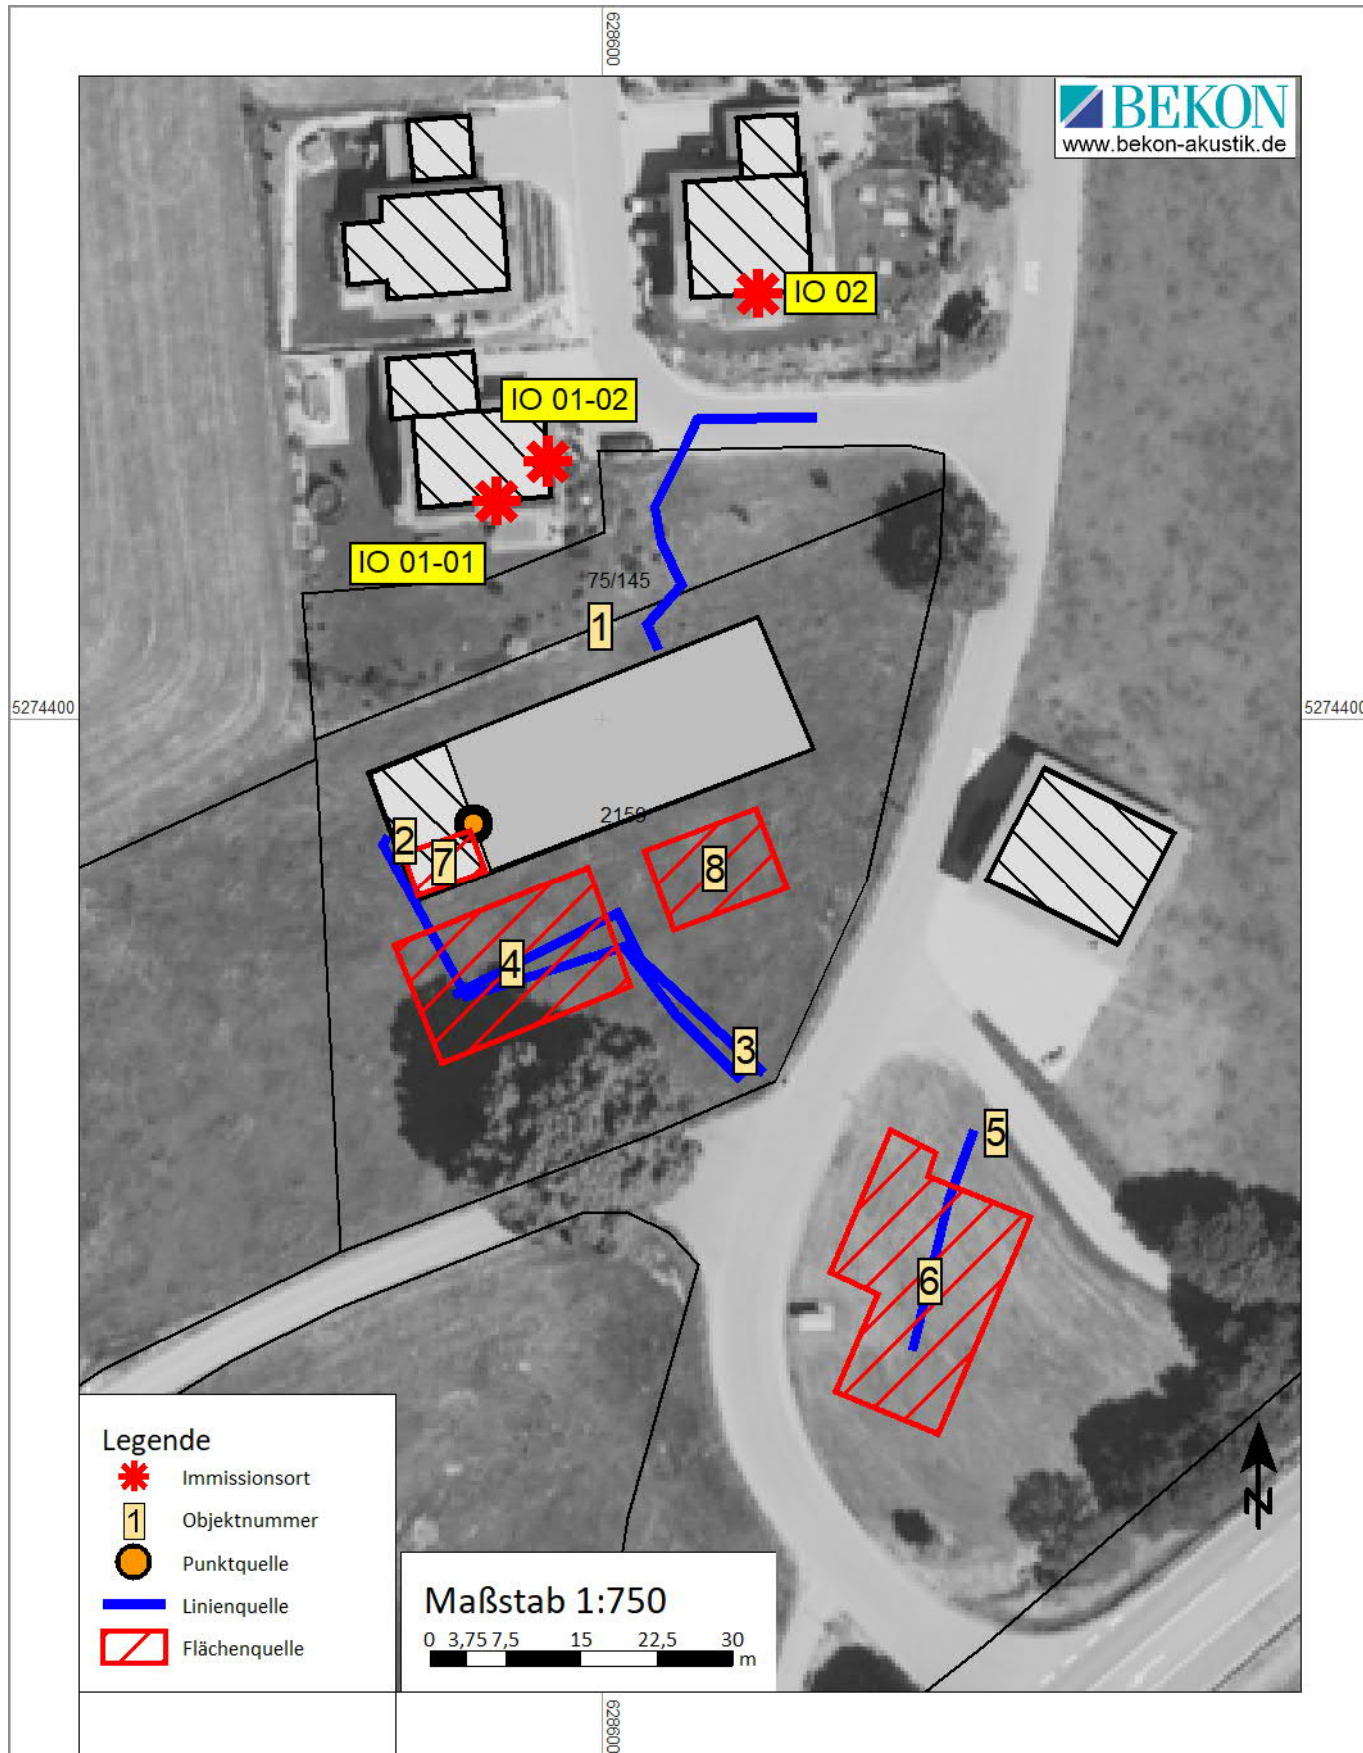 628600
BEKON
www.bekon-akustik.de
IO 02
IO 01-02
IO 01-01
75/145
1
5274400
5274400
2159
2
7
8
4
3
5
6
Legende
Immissionsort
1
Objektnummer
Punktquelle
Linienquelle
Flächenquelle
Maßstab 1:750
0 3,75 7,5 15 22,5 30
m
N
628600